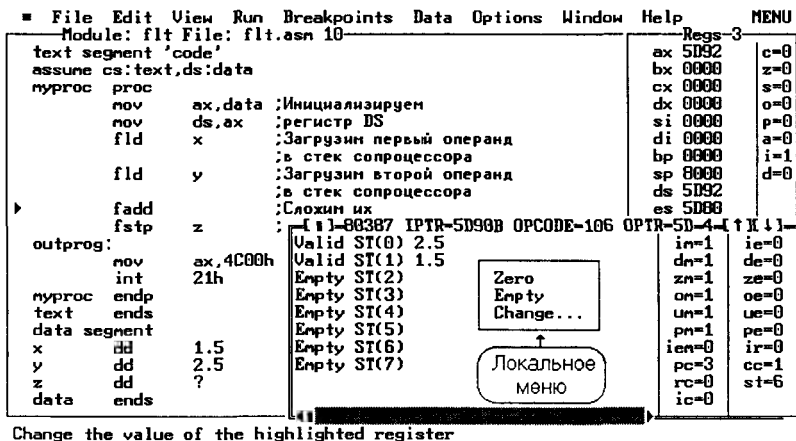 ≡ File Edit View Run Breakpoints Data Options Window Help MENU
Module: flt File: flt.asm 10
Regs 3
text segment 'code'
assume cs:text,ds:data
myproc proc
mov ax,data ;Инициализируем
mov ds,ax ;регистр DS
fld x ;Загрузим первый операнд
;в стек сопроцессора
fld y ;Загрузим второй операнд
;в стек сопроцессора
fadd ;Сложим их
fstp z ;
outprog:
mov ax,4C00h
int 21h
myproc endp
text ends
data segment
x dd 1.5
y dd 2.5
z dd ?
data ends
ax 5D92 c=0
bx 0000 z=0
cx 0000 s=0
dx 0000 o=0
si 0000 p=0
di 0000 a=0
bp 0000 i=1
sp 8000 d=0
ds 5D92
es 5D80
80387 IPTR=5D90B OPCODE=106 OPTR=5D 4
Valid ST(0) 2.5
Valid ST(1) 1.5
Empty ST(2)
Empty ST(3)
Empty ST(4)
Empty ST(5)
Empty ST(6)
Empty ST(7)
Zero
Empty
Change...
Локальное
меню
im=1 ie=0
dm=1 de=0
zm=1 ze=0
om=1 oe=0
um=1 ue=0
pm=1 pe=0
iem=0 ir=0
pc=3 cc=1
rc=0 st=6
ic=0
Change the value of the highlighted register